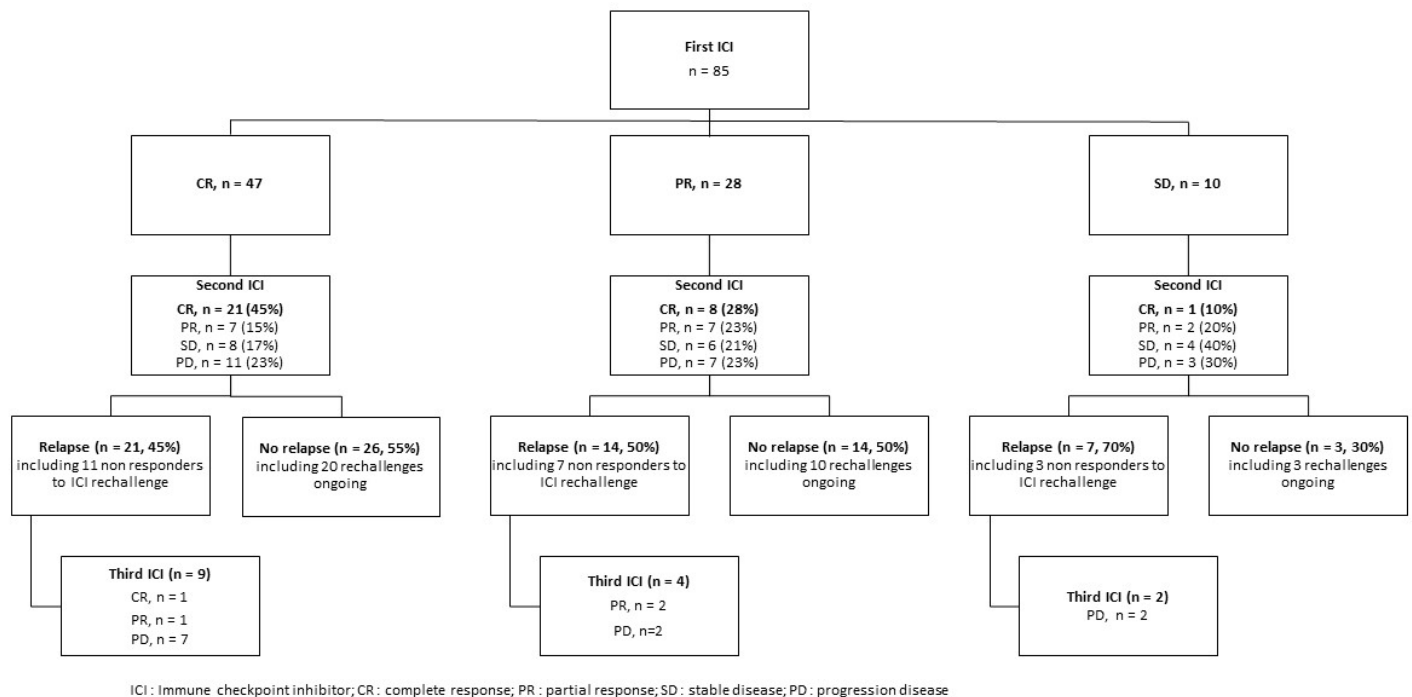 First ICI
n = 85
CR, n = 47
PR, n = 28
SD, n = 10
Second ICI
CR, n = 21 (45%)
PR, n = 7 (15%)
SD, n = 8 (17%)
PD, n = 11 (23%)
Second ICI
CR, n = 8 (28%)
PR, n = 7 (23%)
SD, n = 6 (21%)
PD, n = 7 (23%)
Second ICI
CR, n = 1 (10%)
PR, n = 2 (20%)
SD, n = 4 (40%)
PD, n = 3 (30%)
Relapse (n = 21, 45%)
including 11 non responders
to ICI rechallenge
No relapse (n = 26, 55%)
including 20 rechallenges
ongoing
Relapse (n = 14, 50%)
including 7 non responders to
ICI rechallenge
No relapse (n = 14, 50%)
including 10 rechallenges
ongoing
Relapse (n = 7, 70%)
including 3 non responders to
ICI rechallenge
No relapse (n = 3, 30%)
including 3 rechallenges
ongoing
Third ICI (n = 9)
CR, n = 1
PR, n = 1
PD, n = 7
Third ICI (n = 4)
PR, n = 2
PD, n=2
Third ICI (n = 2)
PD, n = 2
ICI : Immune checkpoint inhibitor; CR : complete response; PR : partial response; SD : stable disease; PD : progression disease